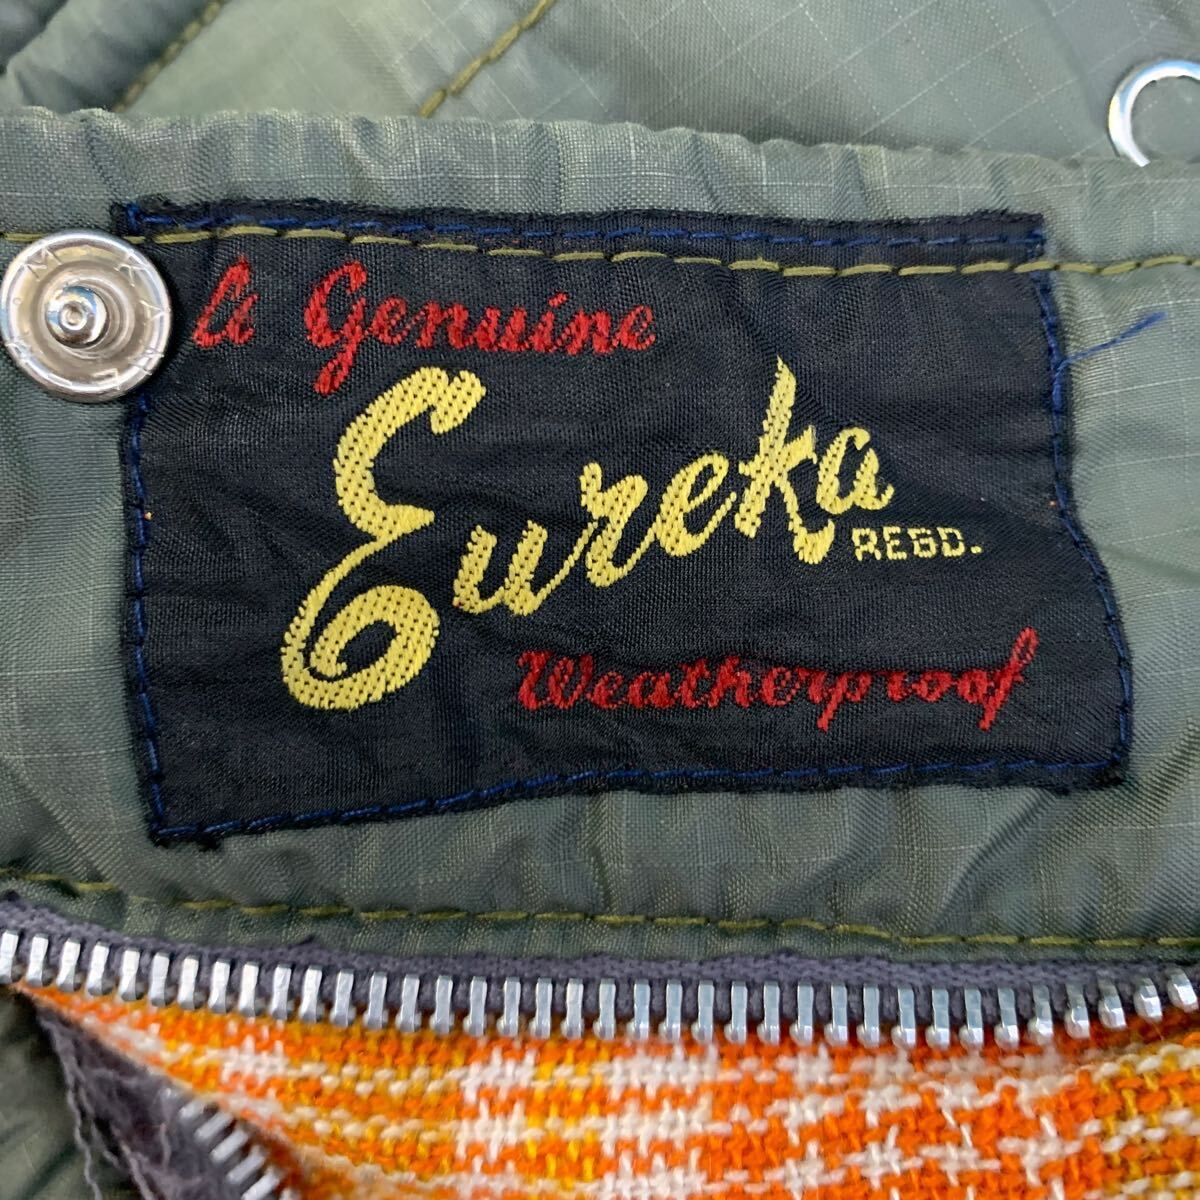 A Genuine
Eureka
REGD.
Weatherproof